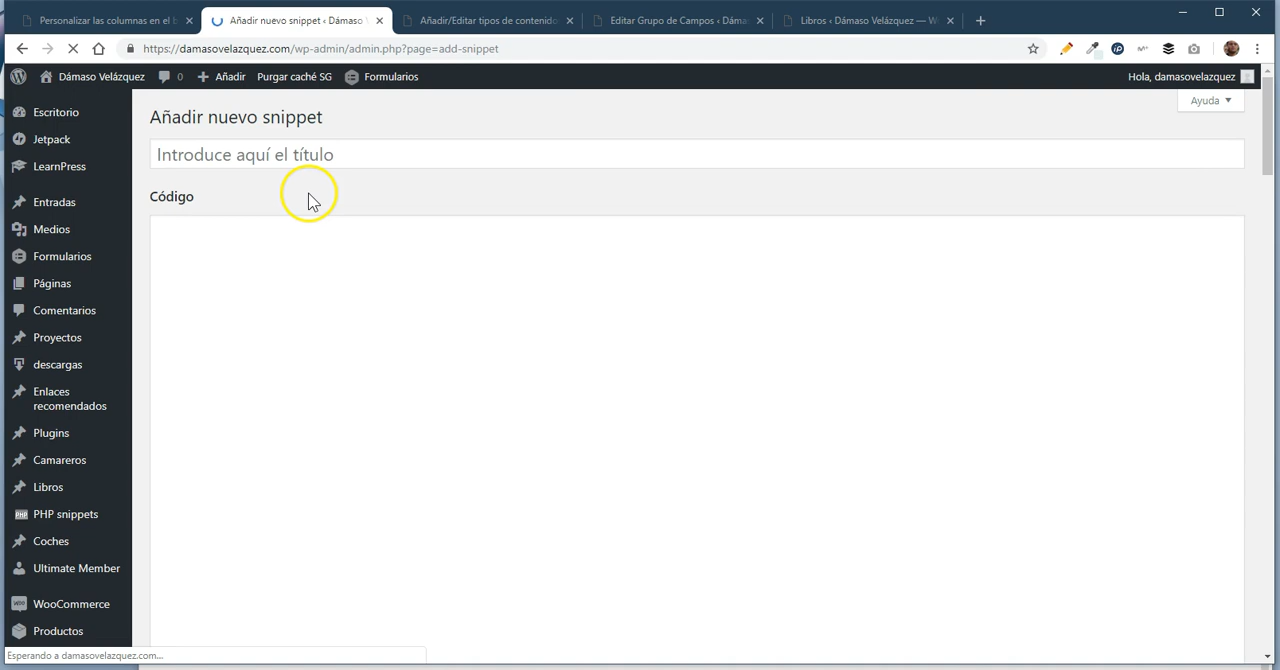 Personalizar las columnas en el b
Añadir nuevo snippet ‹ Dámaso V
Añadir/Editar tipos de contenido
Editar Grupo de Campos ‹ Dáma
Libros ‹ Dámaso Velázquez — W
https://damasovelazquez.com/wp-admin/admin.php?page=add-snippet
Dámaso Velázquez
0
Añadir
Purgar caché SG
Formularios
Hola, damasovelazquez
Ayuda
Escritorio
Jetpack
LearnPress
Entradas
Medios
Formularios
Páginas
Comentarios
Proyectos
descargas
Enlaces
recomendados
Plugins
Camareros
Libros
PHP snippets
Coches
Ultimate Member
WooCommerce
Productos
Añadir nuevo snippet
Introduce aquí el título
Código
Esperando a damasovelazquez.com...